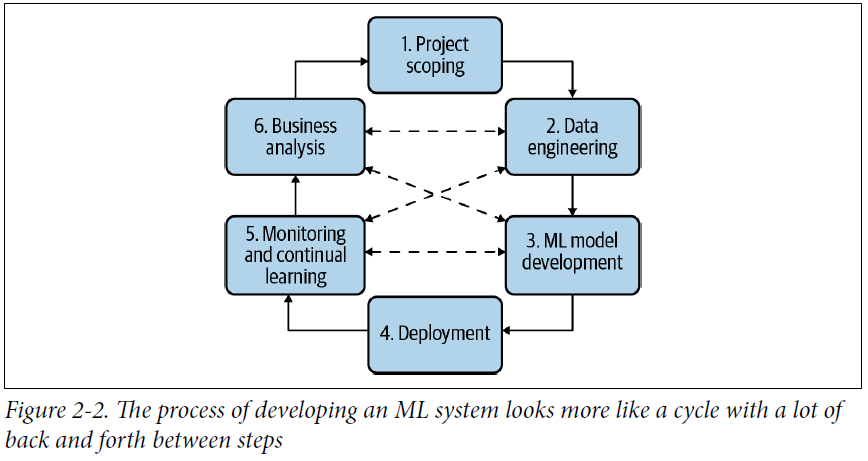 1. Project
scoping
6. Business
analysis
2. Data
engineering
5. Monitoring
and continual
learning
3. ML model
development
4. Deployment
Figure 2-2. The process of developing an ML system looks more like a cycle with a lot of
back and forth between steps